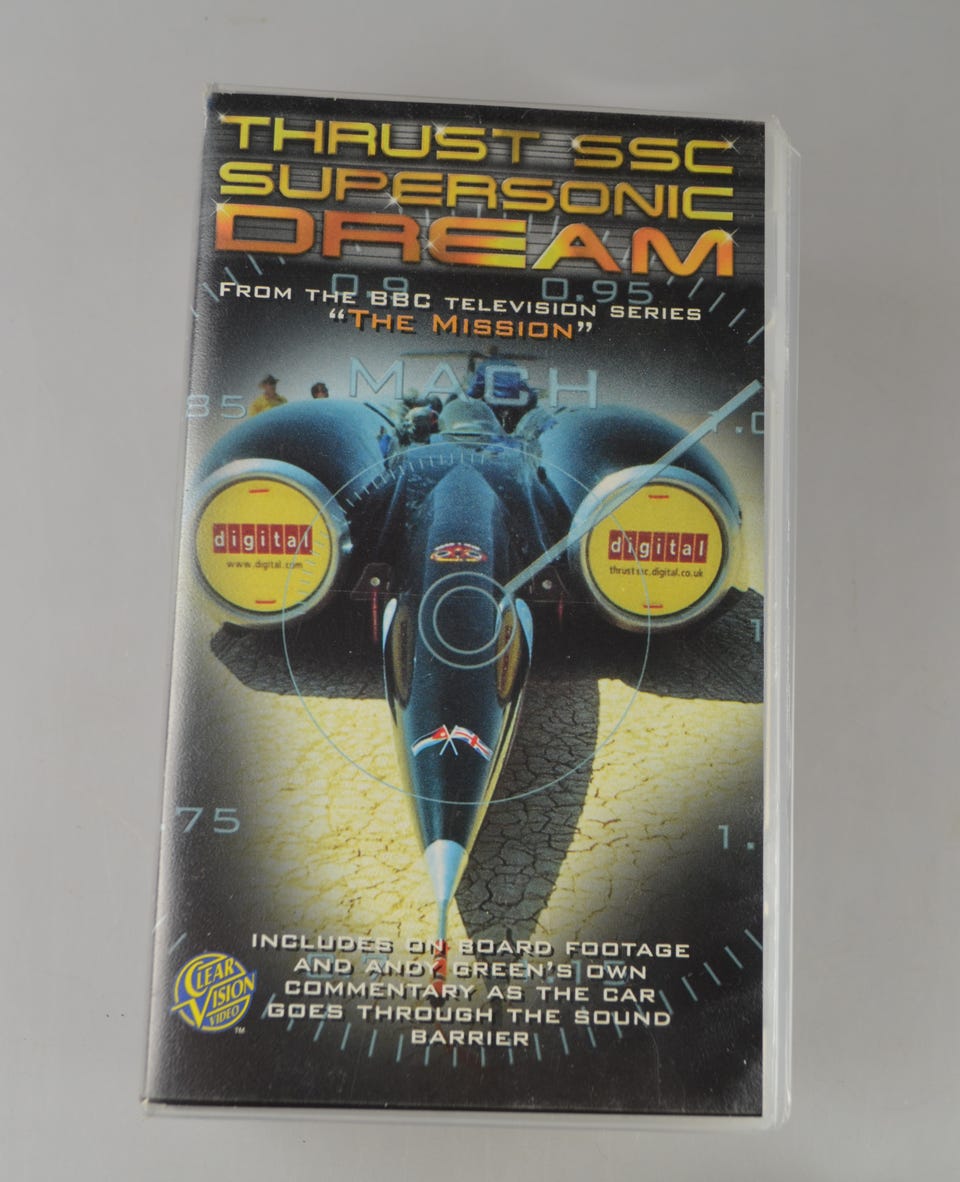 THRUST SSC
SUPERSONIC
DREAM
0.9 0.95
FROM THE BBC TELEVISION SERIES
"THE MISSION"
MACH
85
1.0
digital
www.digital.com
digital
thrustssc.digital.co.uk
75
1.
INCLUDES ON BOARD FOOTAGE
AND ANDY GREEN'S OWN
COMMENTARY AS THE CAR
GOES THROUGH THE SOUND
BARRIER
CLEAR
VISION
VIDEO
TM